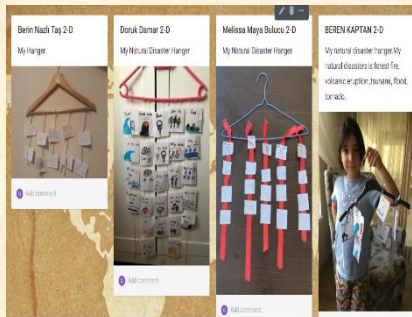 Berin Nazlı Taş 2-D
My Hanger
Add comment
Doruk Damar 2-D
My Natural Disaster Hanger
Add comment
Melissa Maya Bulucu 2-D
My Natural Disaster Hanger
Add comment
BEREN KAPTAN 2-D
My natural disaster hanger.My
natural disasters is forest fire,
volcanic eruption,tsunami, flood,
tornado.